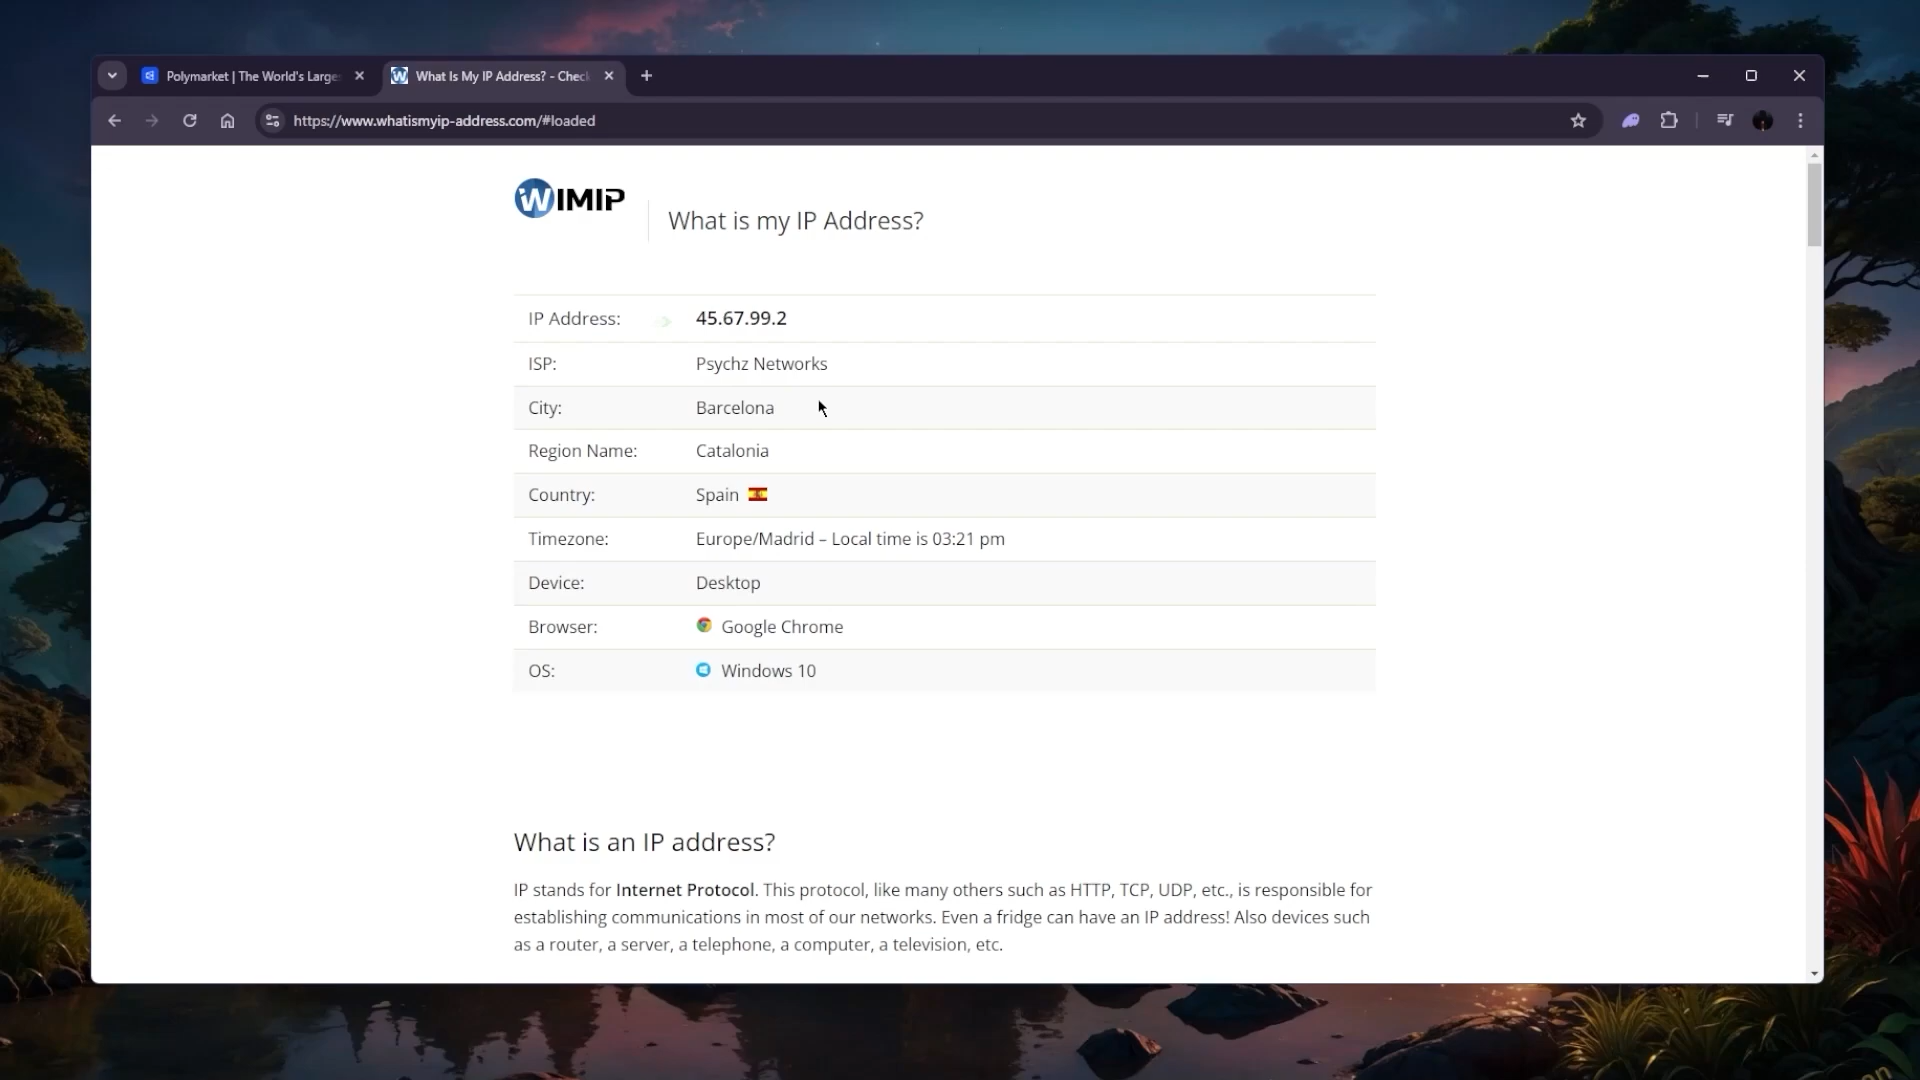 Polymarket | The World's Large
What Is My IP Address? - Chec
https://www.whatismyip-address.com/#loaded
WIMIP
What is my IP Address?
IP Address: 45.67.99.2
ISP: Psychz Networks
City: Barcelona
Region Name: Catalonia
Country: Spain
Timezone: Europe/Madrid – Local time is 03:21 pm
Device: Desktop
Browser: Google Chrome
OS: Windows 10
What is an IP address?
IP stands for Internet Protocol. This protocol, like many others such as HTTP, TCP, UDP, etc., is responsible for
establishing communications in most of our networks. Even a fridge can have an IP address! Also devices such
as a router, a server, a telephone, a computer, a television, etc.